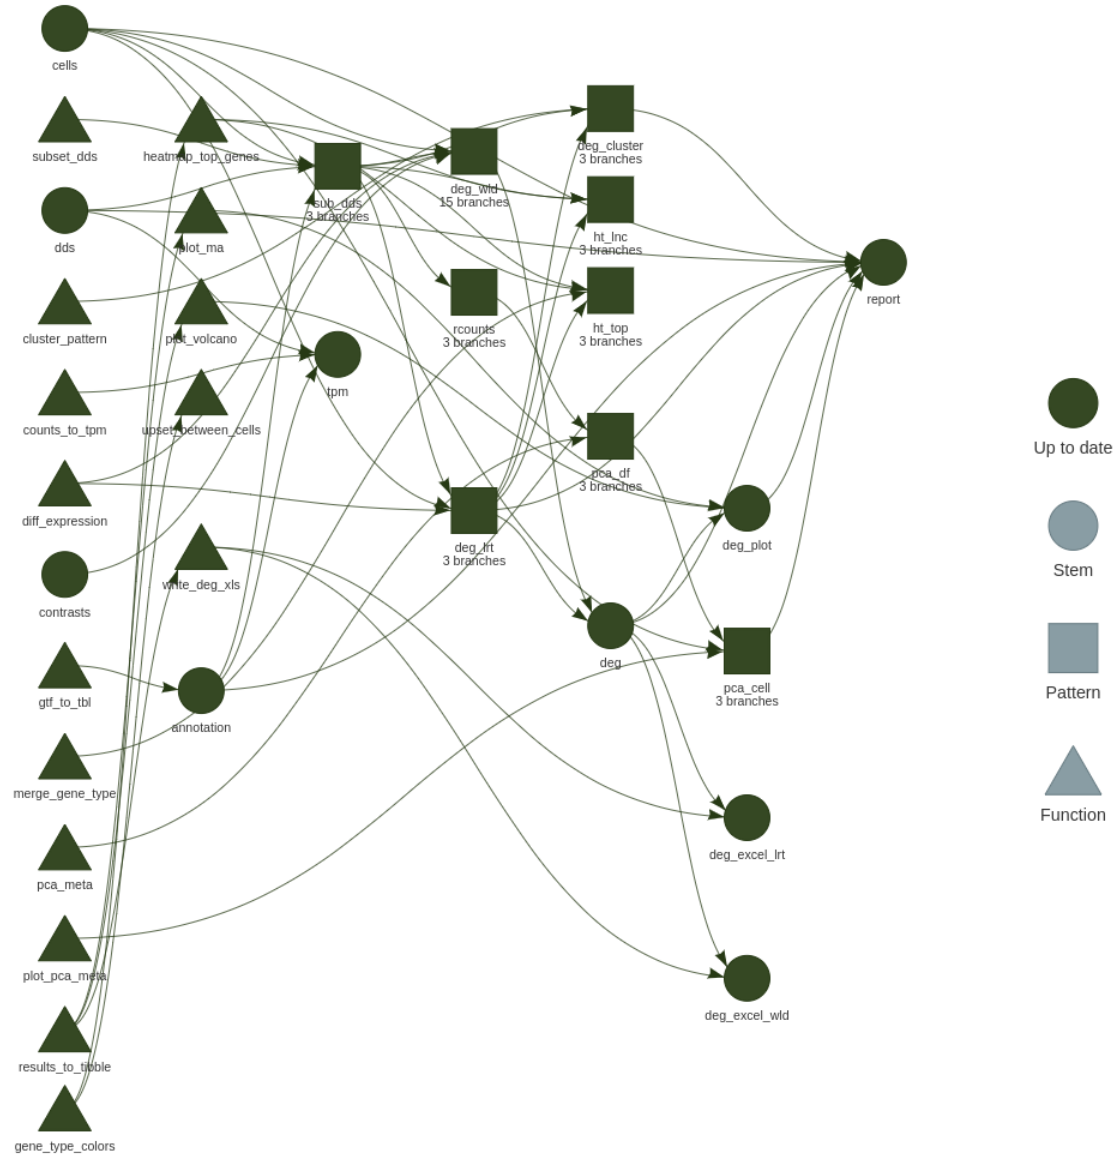 cells
subset_dds
heatmap_top_genes
sub_dds
3 branches
deg_wld
15 branches
deg_cluster
3 branches
dds
plot_ma
ht_lnc
3 branches
report
cluster_pattern
plot_volcano
rcounts
3 branches
ht_top
3 branches
tpm
counts_to_tpm
upset_between_cells
pca_df
3 branches
Up to date
diff_expression
deg_lrt
3 branches
deg_plot
Stem
contrasts
write_deg_xls
deg
gtf_to_tbl
annotation
pca_cell
3 branches
Pattern
merge_gene_type
Function
pca_meta
deg_excel_lrt
plot_pca_meta
deg_excel_wld
results_to_tibble
gene_type_colors